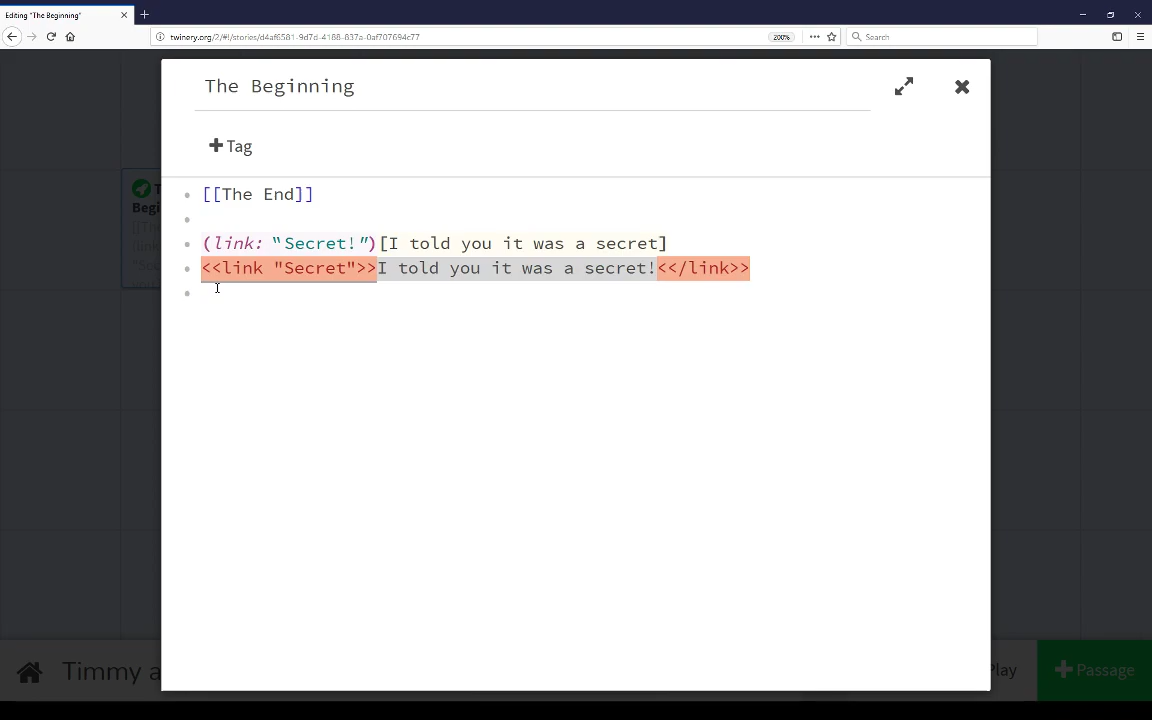 Editing "The Beginning"
twinery.org/2/#!/stories/d4af6581-9d7d-4188-837a-0af707694c77
200%
Search
The Beginning
Tag
[[The End]]
(link: "Secret!")[I told you it was a secret]
<<link "Secret">>I told you it was a secret!<</link>>
Timmy a
Play
Passage